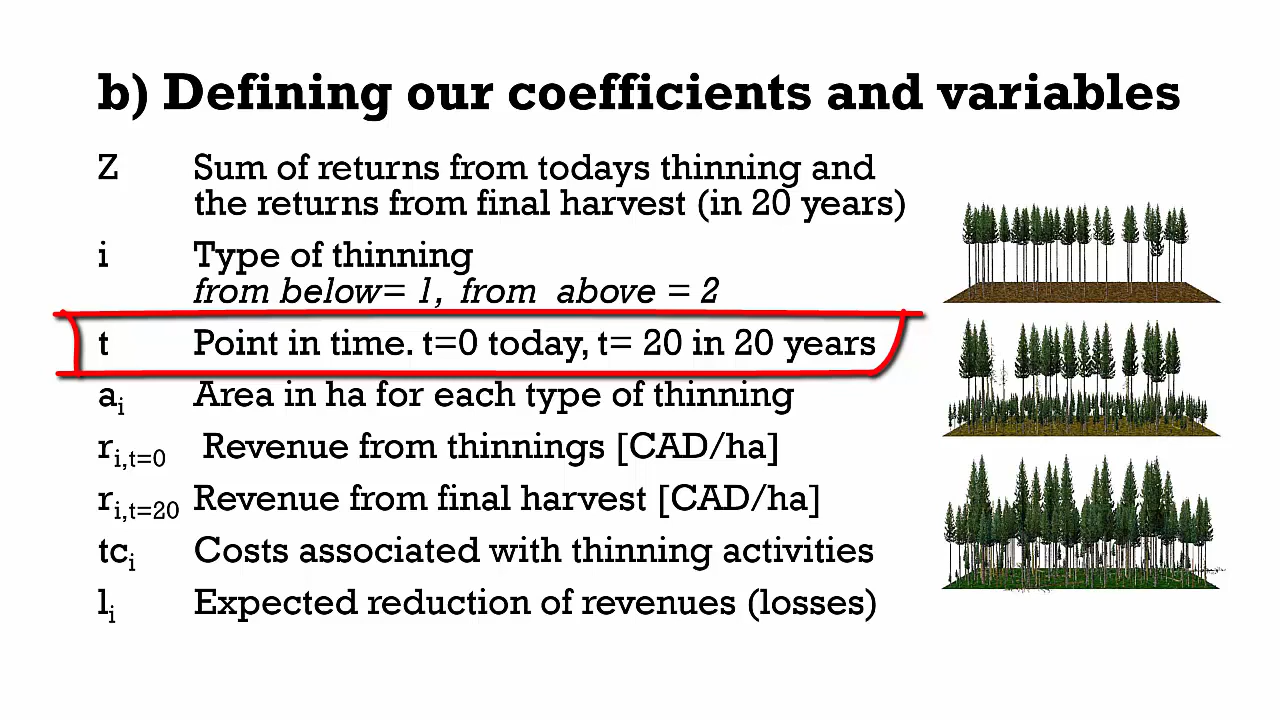 b) Defining our coefficients and variables
Z Sum of returns from todays thinning and
the returns from final harvest (in 20 years)
i Type of thinning
from below= 1, from above = 2
t Point in time. t=0 today, t= 20 in 20 years
ai Area in ha for each type of thinning
ri,t=0 Revenue from thinnings [CAD/ha]
ri,t=20 Revenue from final harvest [CAD/ha]
tci Costs associated with thinning activities
li Expected reduction of revenues (losses)